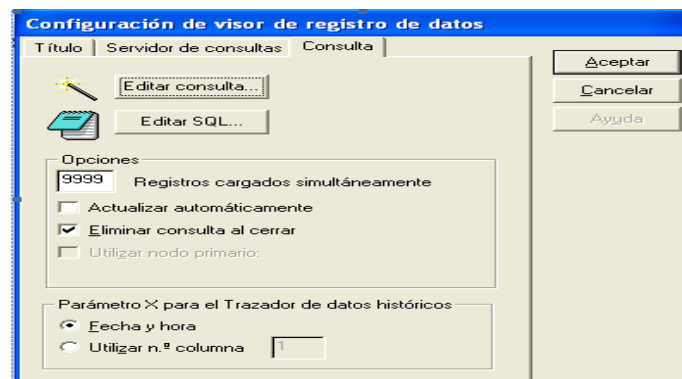 Configuración de visor de registro de datos
Título Servidor de consultas Consulta
Aceptar
Editar consulta...
Cancelar
Editar SQL...
Ayuda
Opciones
9999 Registros cargados simultáneamente
Actualizar automáticamente
Eliminar consulta al cerrar
Utilizar nodo primario:
Parámetro X para el Trazador de datos históricos
Fecha y hora
Utilizar n.º columna 1